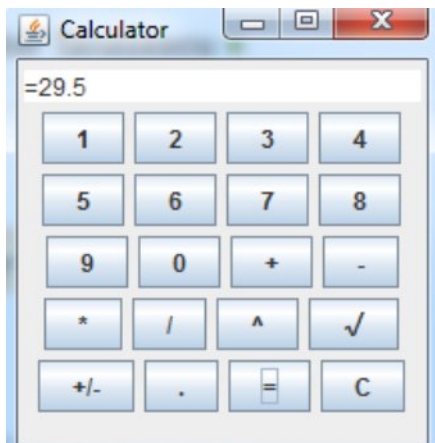 Calculator
=29.5
1 2 3 4
5 6 7 8
9 0 + -
* / ^ √
+/- . = C